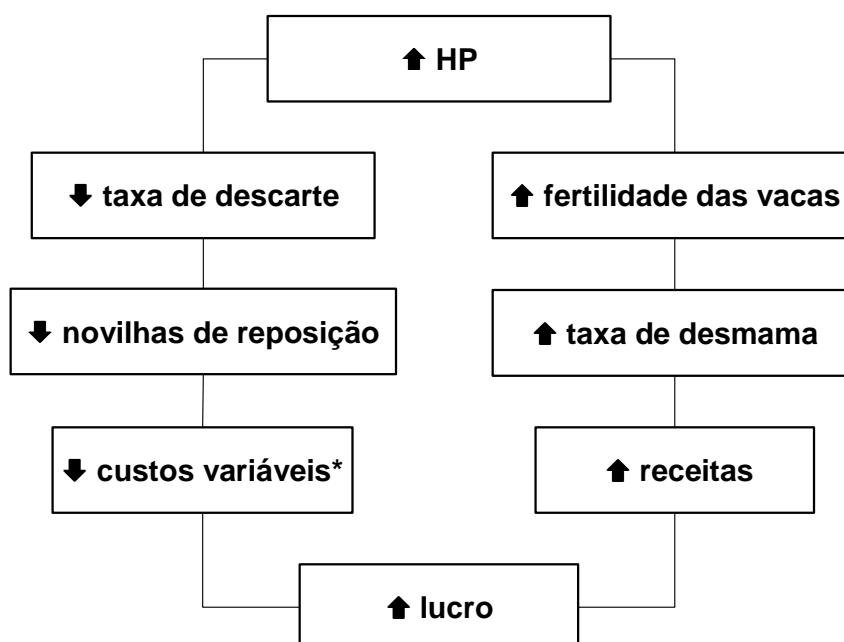 ⬆ HP
⬇ taxa de descarte
⬆ fertilidade das vacas
⬇ novilhas de reposição
⬆ taxa de desmama
⬇ custos variáveis*
⬆ receitas
⬆ lucro